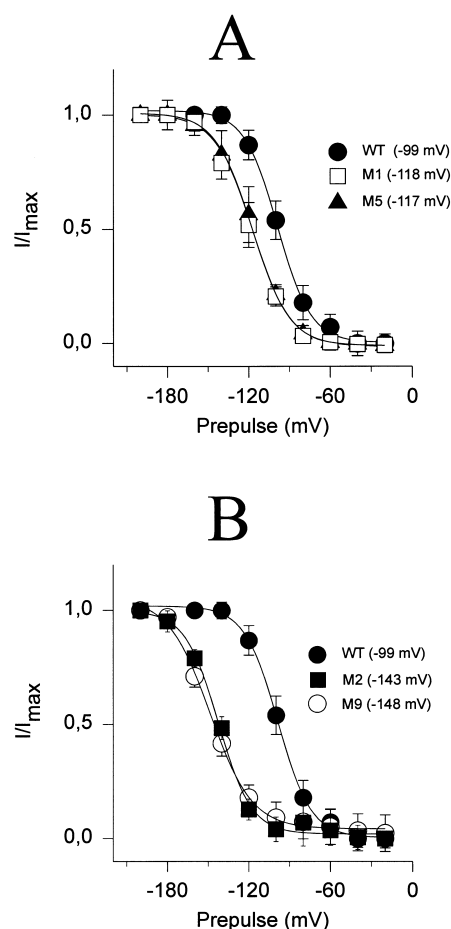 A
1,0
0,5
0,0
I/Imax
WT (-99 mV)
M1 (-118 mV)
M5 (-117 mV)
-180 -120 -60 0
Prepulse (mV)
B
1,0
0,5
0,0
I/Imax
WT (-99 mV)
M2 (-143 mV)
M9 (-148 mV)
-180 -120 -60 0
Prepulse (mV)